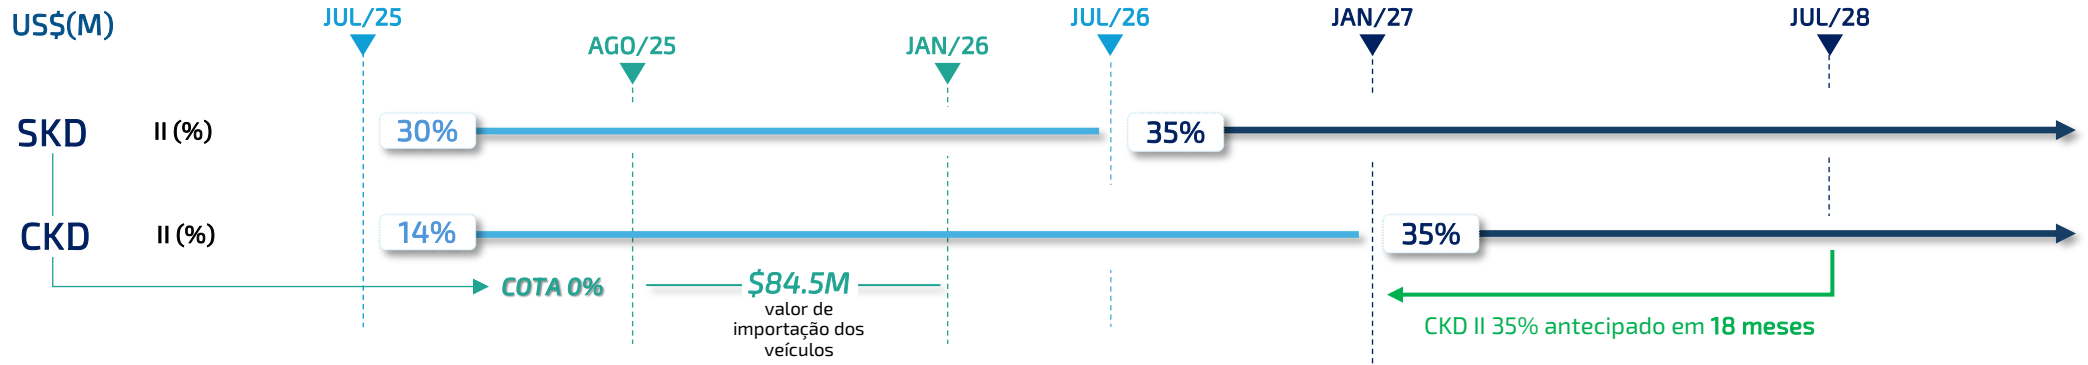 US$(M)
JUL/25
AGO/25
JAN/26
JUL/26
JAN/27
JUL/28
SKD
II (%)
30%
35%
CKD
II (%)
14%
35%
COTA 0%
$84.5M
valor de
importação dos
veículos
CKD II 35% antecipado em 18 meses